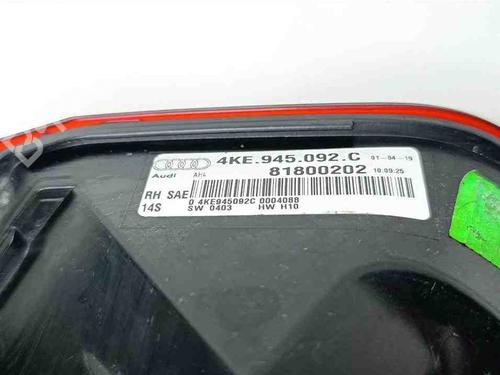 4KE.945.092.C 01-04-19
Audi AH4 81800202 10:09:25
RH SAE
0 4KE945092C 0004088
14S SW 0403 HW H10